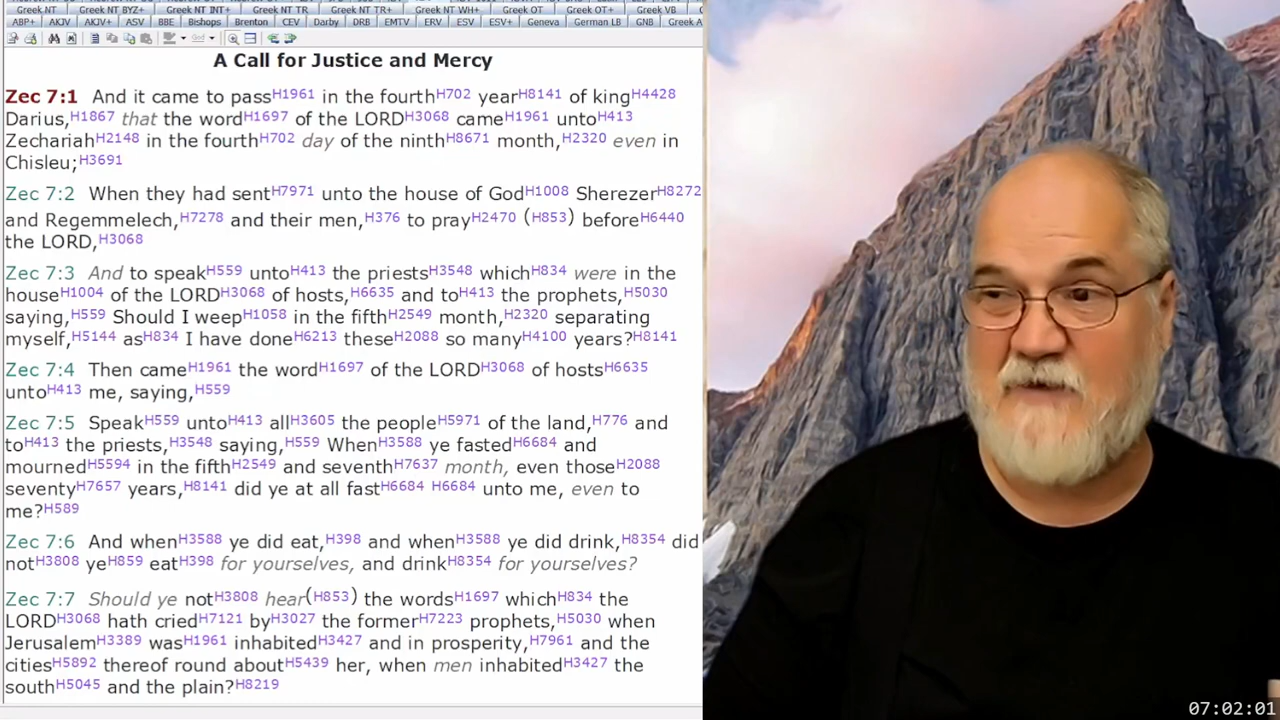 Greek NT Greek NT BYZ+ Greek NT INT+ Greek NT TR Greek NT TR+ Greek NT WH+ Greek OT Greek OT+ Greek VB
ABP+ AKJV AKJV+ ASV BBE Bishops Brenton CEV Darby DRB EMTV ERV ESV ESV+ Geneva German LB GNB Greek A
A Call for Justice and Mercy
Zec 7:1 And it came to passH1961 in the fourthH702 yearH8141 of kingH4428
Darius,H1867 that the wordH1697 of the LORDH3068 cameH1961 untoH413
ZechariahH2148 in the fourthH702 day of the ninthH8671 month,H2320 even in
Chisleu;H3691
Zec 7:2 When they had sentH7971 unto the house of GodH1008 SherezerH8272
and Regemmelech,H7278 and their men,H376 to prayH2470 (H853) beforeH6440
the LORD,H3068
Zec 7:3 And to speakH559 untoH413 the priestsH3548 whichH834 were in the
houseH1004 of the LORDH3068 of hosts,H6635 and toH413 the prophets,H5030
saying,H559 Should I weepH1058 in the fifthH2549 month,H2320 separating
myself,H5144 asH834 I have doneH6213 theseH2088 so manyH4100 years?H8141
Zec 7:4 Then cameH1961 the wordH1697 of the LORDH3068 of hostsH6635
untoH413 me, saying,H559
Zec 7:5 SpeakH559 untoH413 allH3605 the peopleH5971 of the land,H776 and
toH413 the priests,H3548 saying,H559 WhenH3588 ye fastedH6684 and
mournedH5594 in the fifthH2549 and seventhH7637 month, even thoseH2088
seventyH7657 years,H8141 did ye at all fastH6684 H6684 unto me, even to
me?H589
Zec 7:6 And whenH3588 ye did eat,H398 and whenH3588 ye did drink,H8354 did
notH3808 yeH859 eatH398 for yourselves, and drinkH8354 for yourselves?
Zec 7:7 Should ye notH3808 hear(H853) the wordsH1697 whichH834 the
LORDH3068 hath criedH7121 byH3027 the formerH7223 prophets,H5030 when
JerusalemH3389 wasH1961 inhabitedH3427 and in prosperity,H7961 and the
citiesH5892 thereof round aboutH5439 her, when men inhabitedH3427 the
southH5045 and the plain?H8219
07:02:01